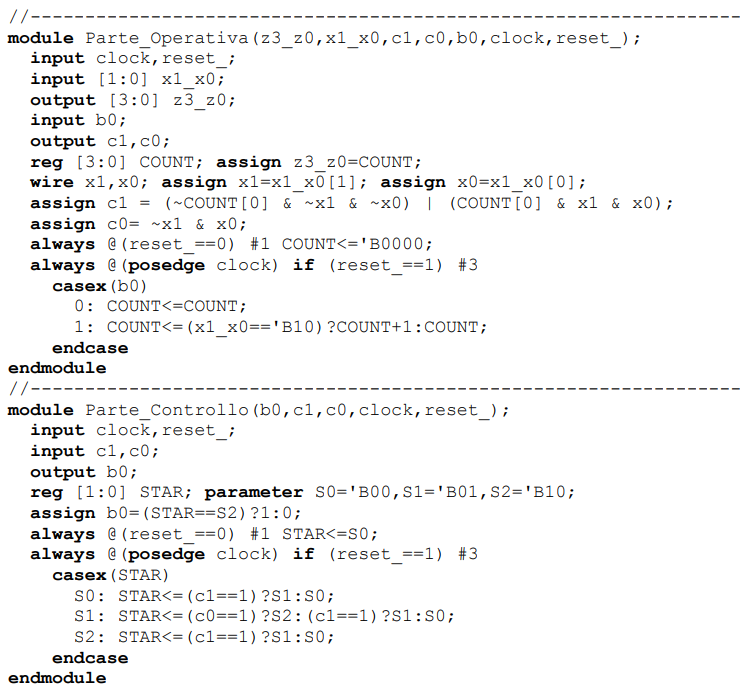 //-----------------------------------------------------------------
module Parte_Operativa(z3_z0,x1_x0,c1,c0,b0,clock,reset_);
  input clock,reset_;
  input [1:0] x1_x0;
  output [3:0] z3_z0;
  input b0;
  output c1,c0;
  reg [3:0] COUNT; assign z3_z0=COUNT;
  wire x1,x0; assign x1=x1_x0[1]; assign x0=x1_x0[0];
  assign c1 = (~COUNT[0] & ~x1 & ~x0) | (COUNT[0] & x1 & x0);
  assign c0= ~x1 & x0;
  always @(reset_==0) #1 COUNT<='B0000;
  always @(posedge clock) if (reset_==1) #3
    casex(b0)
      0: COUNT<=COUNT;
      1: COUNT<=(x1_x0=='B10)?COUNT+1:COUNT;
    endcase
endmodule
//-----------------------------------------------------------------
module Parte_Controllo(b0,c1,c0,clock,reset_);
  input clock,reset_;
  input c1,c0;
  output b0;
  reg [1:0] STAR; parameter S0='B00,S1='B01,S2='B10;
  assign b0=(STAR==S2)?1:0;
  always @(reset_==0) #1 STAR<=S0;
  always @(posedge clock) if (reset_==1) #3
    casex(STAR)
      S0: STAR<=(c1==1)?S1:S0;
      S1: STAR<=(c0==1)?S2:(c1==1)?S1:S0;
      S2: STAR<=(c1==1)?S1:S0;
    endcase
endmodule